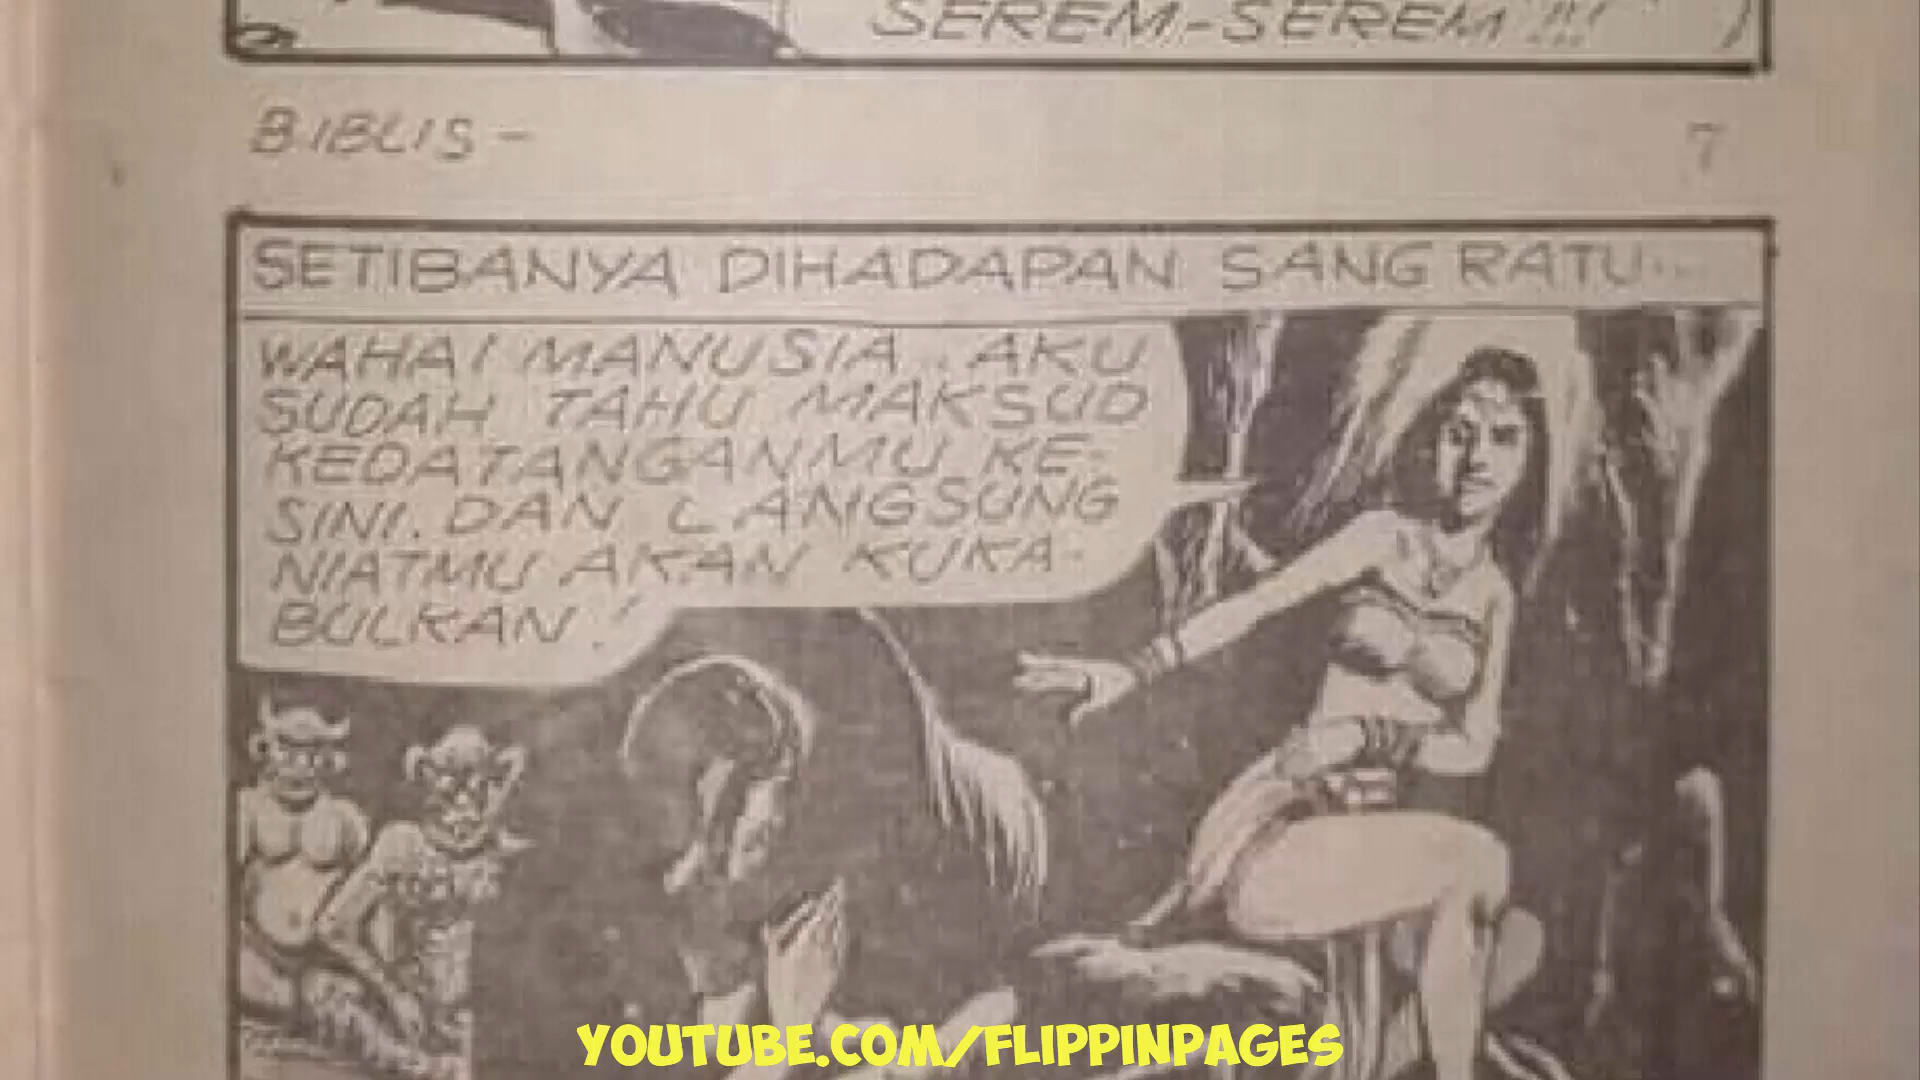 SEREM-SEREM !!!
BIBLIS - 7
SETIBANYA DIHADAPAN SANG RATU...
WAHAI MANUSIA.. AKU
SUDAH TAHU MAKSUD
KEDATANGANMU KE-
SINI. DAN LANGSUNG
NIATMU AKAN KUKA-
BULKAN!
YOUTUBE.COM/FLIPPINPAGES